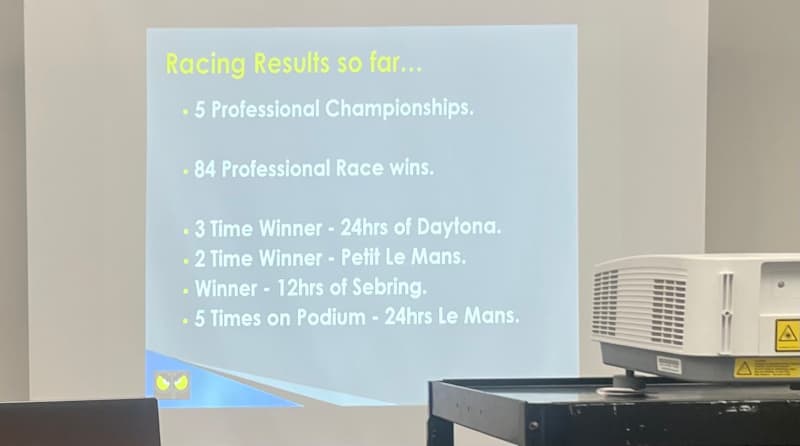 Racing Results so far...
• 5 Professional Championships.
• 84 Professional Race wins.
• 3 Time Winner - 24hrs of Daytona.
• 2 Time Winner - Petit Le Mans.
• Winner - 12hrs of Sebring.
• 5 Times on Podium - 24hrs Le Mans.